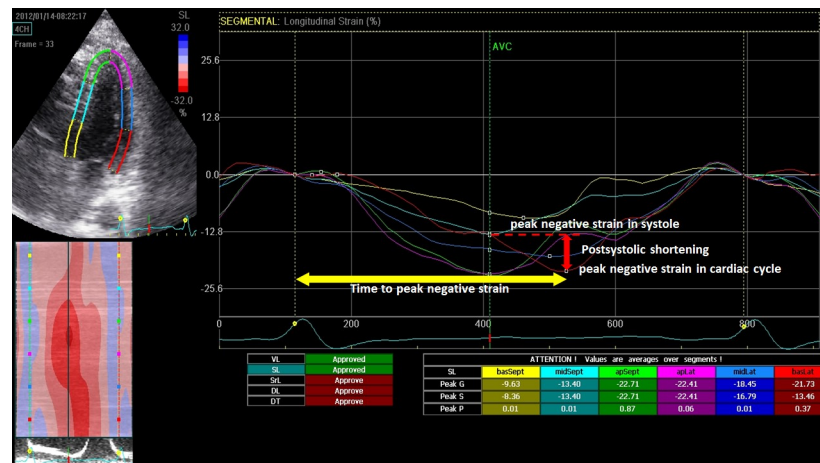 2012/01/14-08:22:17
4CH
Frame = 33
SL
32.0
-32.0
%
SEGMENTAL: Longitudinal Strain (%)
AVC
25.6
12.8
0.0
-12.8
-25.6
peak negative strain in systole
Postsystolic shortening
peak negative strain in cardiac cycle
Time to peak negative strain
0 200 400 600 800
VL Approved
SL Approved
SrL Approve
DL Approve
DT Approve
ATTENTION ! Values are averages over segments !
SL basSept midSept apSept apLat midLat basLat
Peak G -9.63 -13.40 -22.71 -22.41 -18.45 -21.73
Peak S -8.36 -13.40 -22.71 -22.41 -16.79 -13.46
Peak P 0.01 0.01 0.87 0.06 0.01 0.37